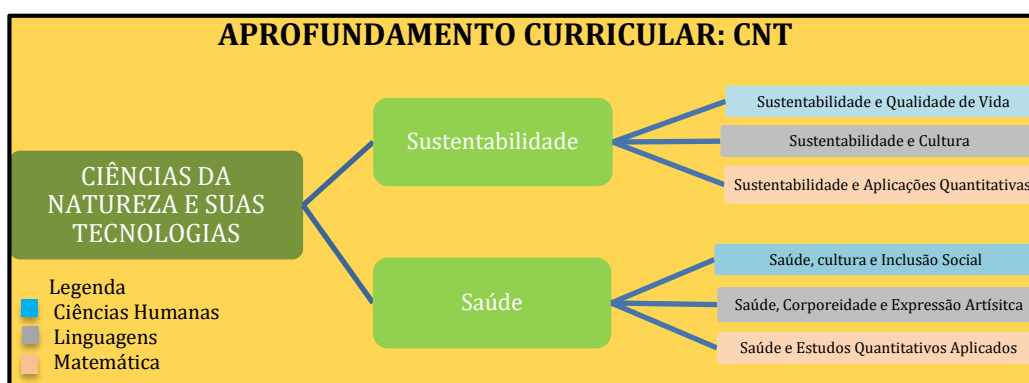 APROFUNDAMENTO CURRICULAR: CNT
CIÊNCIAS DA
NATUREZA E SUAS
TECNOLOGIAS
Sustentabilidade
Sustentabilidade e Qualidade de Vida
Sustentabilidade e Cultura
Sustentabilidade e Aplicações Quantitativas
Saúde
Saúde, cultura e Inclusão Social
Saúde, Corporeidade e Expressão Artísitca
Saúde e Estudos Quantitativos Aplicados
Legenda
Ciências Humanas
Linguagens
Matemática